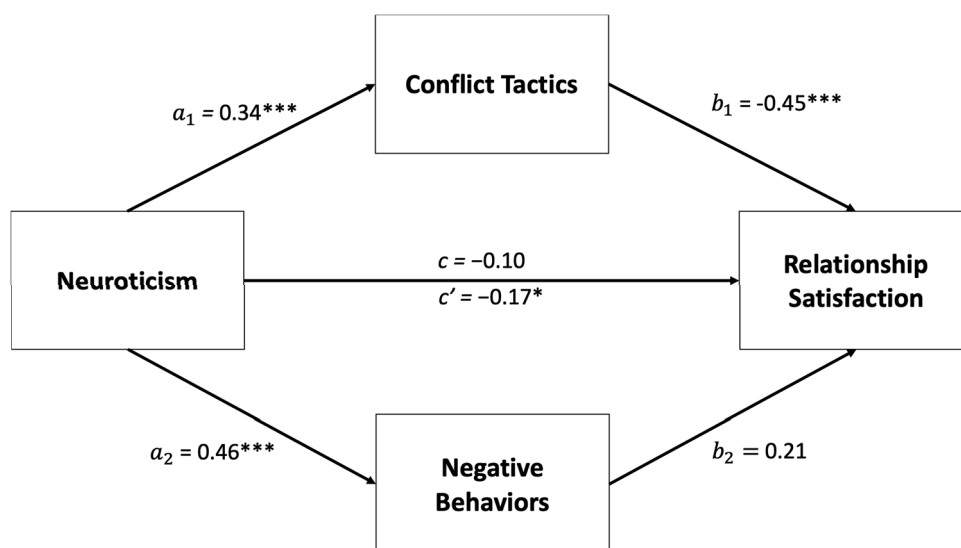 Conflict Tactics
a₁ = 0.34***
b₁ = -0.45***
Neuroticism
c = −0.10
c’ = −0.17*
Relationship
Satisfaction
a₂ = 0.46***
Negative
Behaviors
b₂ = 0.21